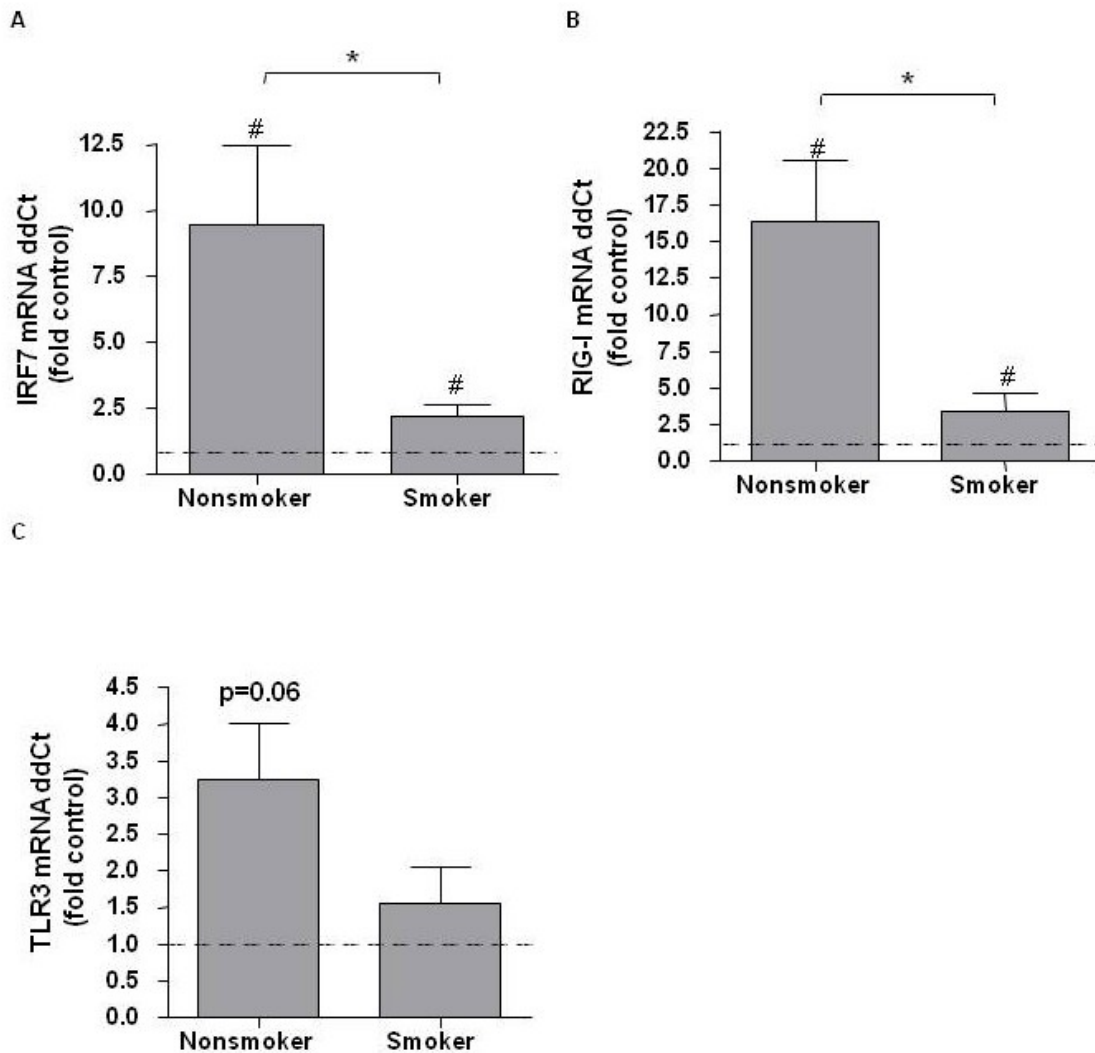 A
*
#
#
IRF7 mRNA ddCt
(fold control)
12.5
10.0
7.5
5.0
2.5
0.0
Nonsmoker
Smoker
B
*
#
#
RIG-I mRNA ddCt
(fold control)
22.5
20.0
17.5
15.0
12.5
10.0
7.5
5.0
2.5
0.0
Nonsmoker
Smoker
C
p=0.06
TLR3 mRNA ddCt
(fold control)
4.5
4.0
3.5
3.0
2.5
2.0
1.5
1.0
0.5
0.0
Nonsmoker
Smoker